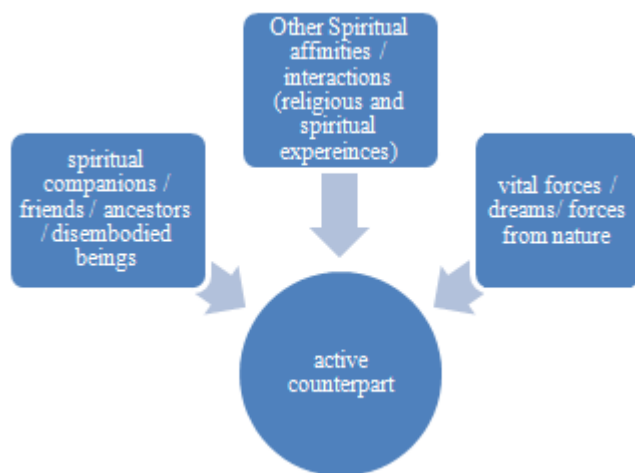 Other Spiritual
affinities /
interactions
(religious and
spiritual
expereinces)
spiritual
companions /
friends / ancestors
/ disembodied
beings
vital forces /
dreams/ forces
from nature
active
counterpart